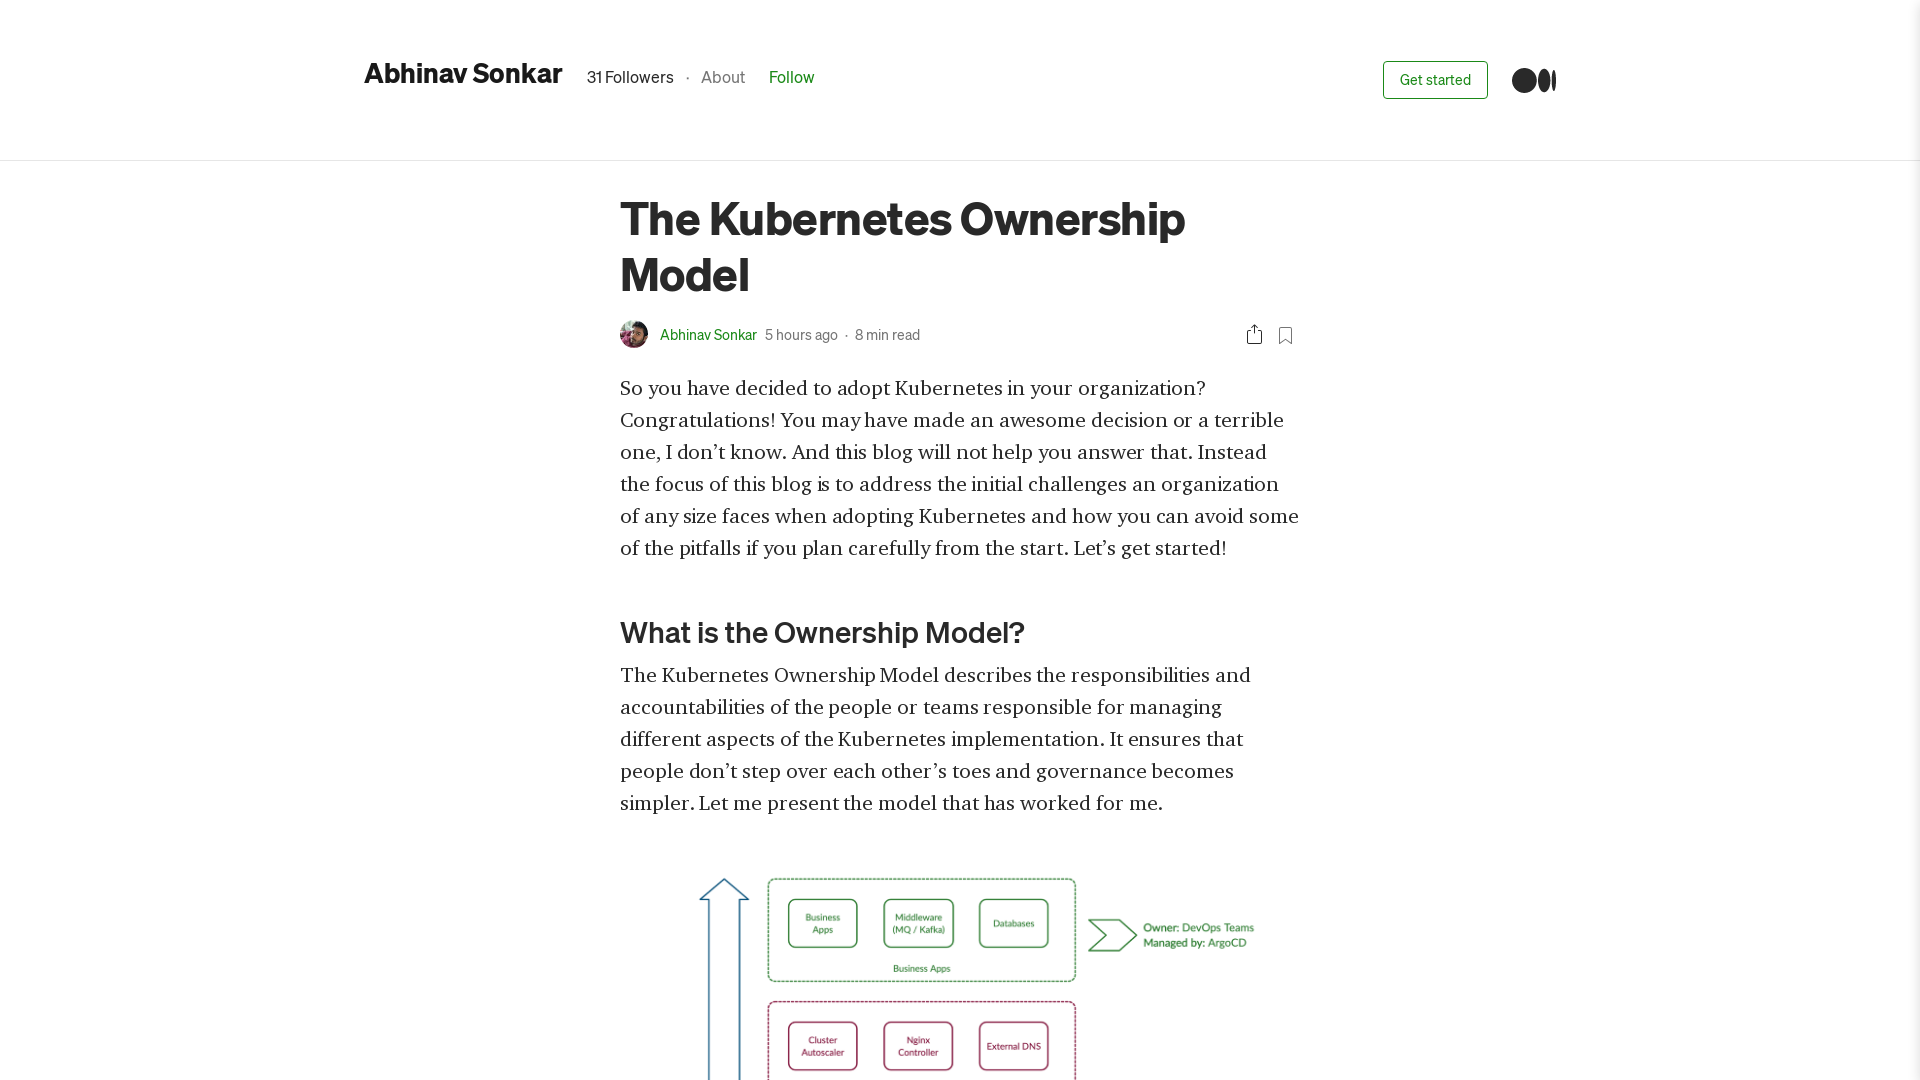 Abhinav Sonkar
31 Followers · About Follow
Get started
The Kubernetes Ownership
Model
Abhinav Sonkar 5 hours ago · 8 min read
So you have decided to adopt Kubernetes in your organization?
Congratulations! You may have made an awesome decision or a terrible
one, I don’t know. And this blog will not help you answer that. Instead
the focus of this blog is to address the initial challenges an organization
of any size faces when adopting Kubernetes and how you can avoid some
of the pitfalls if you plan carefully from the start. Let’s get started!
What is the Ownership Model?
The Kubernetes Ownership Model describes the responsibilities and
accountabilities of the people or teams responsible for managing
different aspects of the Kubernetes implementation. It ensures that
people don’t step over each other’s toes and governance becomes
simpler. Let me present the model that has worked for me.
Business
Apps
Middleware
(MQ / Kafka)
Databases
Business Apps
Owner: DevOps Teams
Managed by: ArgoCD
Cluster
Autoscaler
Nginx
Controller
External DNS